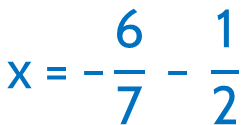 x = − 6/7 − 1/2